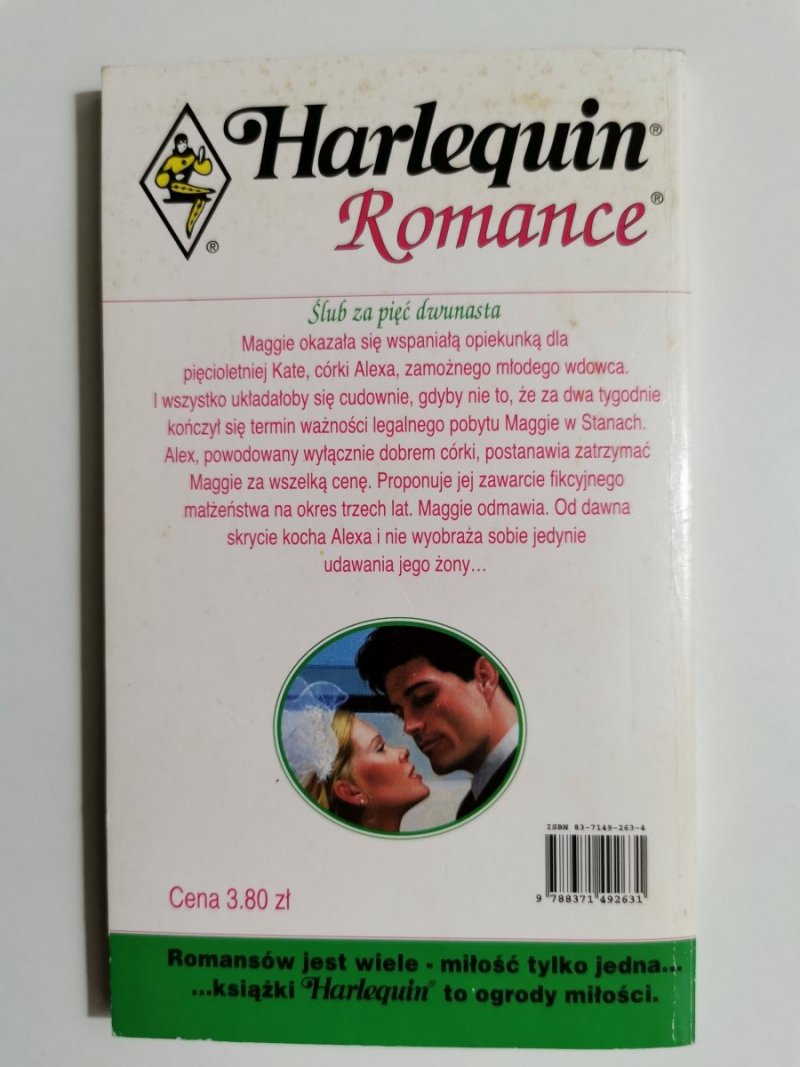 Harlequin®
Romance®
®
Ślub za pięć dwunasta
Maggie okazała się wspaniałą opiekunką dla
pięcioletniej Kate, córki Alexa, zamożnego młodego wdowca.
I wszystko układałoby się cudownie, gdyby nie to, że za dwa tygodnie
kończył się termin ważności legalnego pobytu Maggie w Stanach.
Alex, powodowany wyłącznie dobrem córki, postanawia zatrzymać
Maggie za wszelką cenę. Proponuje jej zawarcie fikcyjnego
małżeństwa na okres trzech lat. Maggie odmawia. Od dawna
skrycie kocha Alexa i nie wyobraża sobie jedynie
udawania jego żony...
ISBN 83-7149-263-4
9 788371 492631
Cena 3.80 zł
Romansów jest wiele - miłość tylko jedna...
...książki Harlequin® to ogrody miłości.